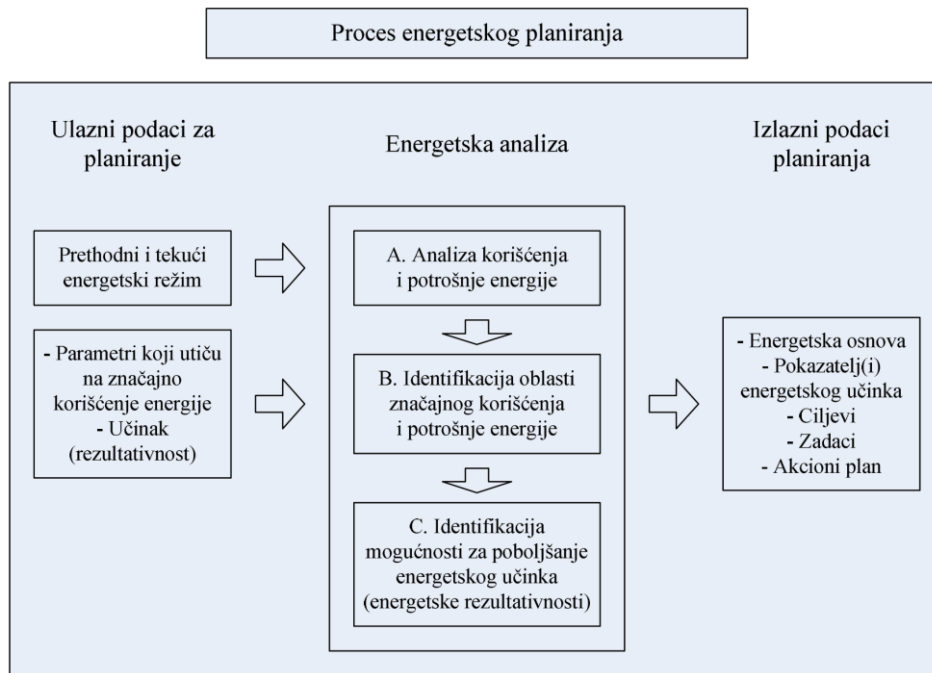 Proces energetskog planiranja
Ulazni podaci za
planiranje
Prethodni i tekući
energetski režim
- Parametri koji utiču
na značajno
korišćenje energije
- Učinak
(rezultativnost)
Energetska analiza
A. Analiza korišćenja
i potrošnje energije
B. Identifikacija oblasti
značajnog korišćenja
i potrošnje energije
C. Identifikacija
mogućnosti za poboljšanje
energetskog učinka
(energetske rezultativnosti)
Izlazni podaci
planiranja
- Energetska osnova
- Pokazatelj(i)
energetskog učinka
- Ciljevi
- Zadaci
- Akcioni plan